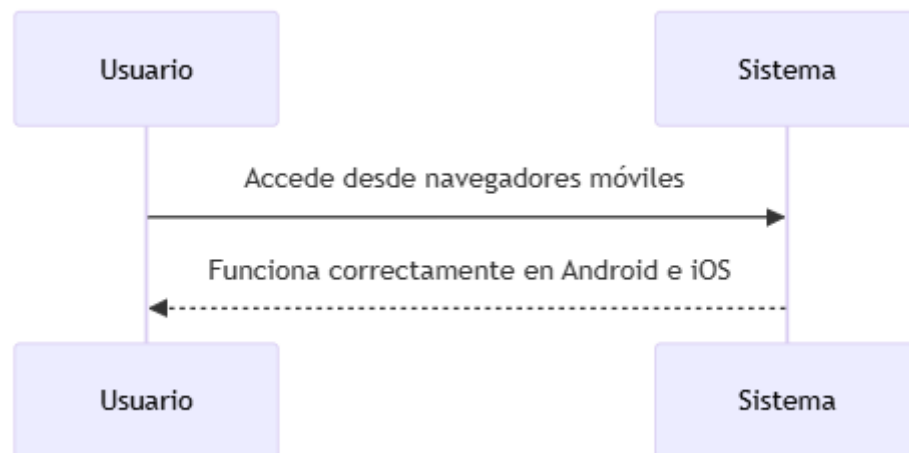 Usuario
Sistema
Accede desde navegadores móviles
Funciona correctamente en Android e iOS
Usuario
Sistema